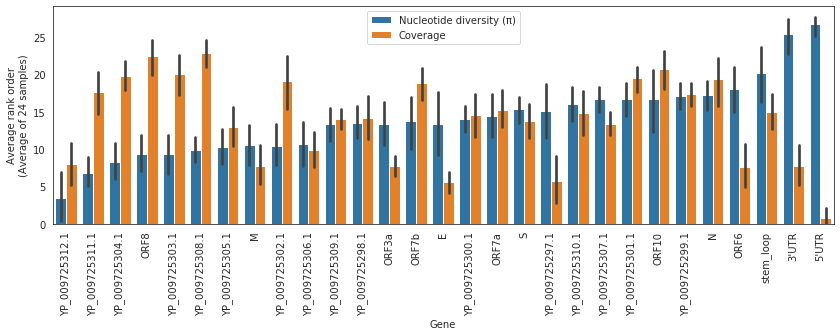 Nucleotide diversity (π)
Coverage
Average rank order
(Average of 24 samples)
25
20
15
10
5
0
YP_009725312.1
YP_009725311.1
YP_009725304.1
ORF8
YP_009725303.1
YP_009725308.1
YP_009725305.1
M
YP_009725302.1
YP_009725306.1
YP_009725309.1
YP_009725298.1
ORF3a
ORF7b
E
YP_009725300.1
ORF7a
S
YP_009725297.1
YP_009725310.1
YP_009725307.1
YP_009725301.1
ORF10
YP_009725299.1
N
ORF6
stem_loop
3'UTR
5'UTR
Gene